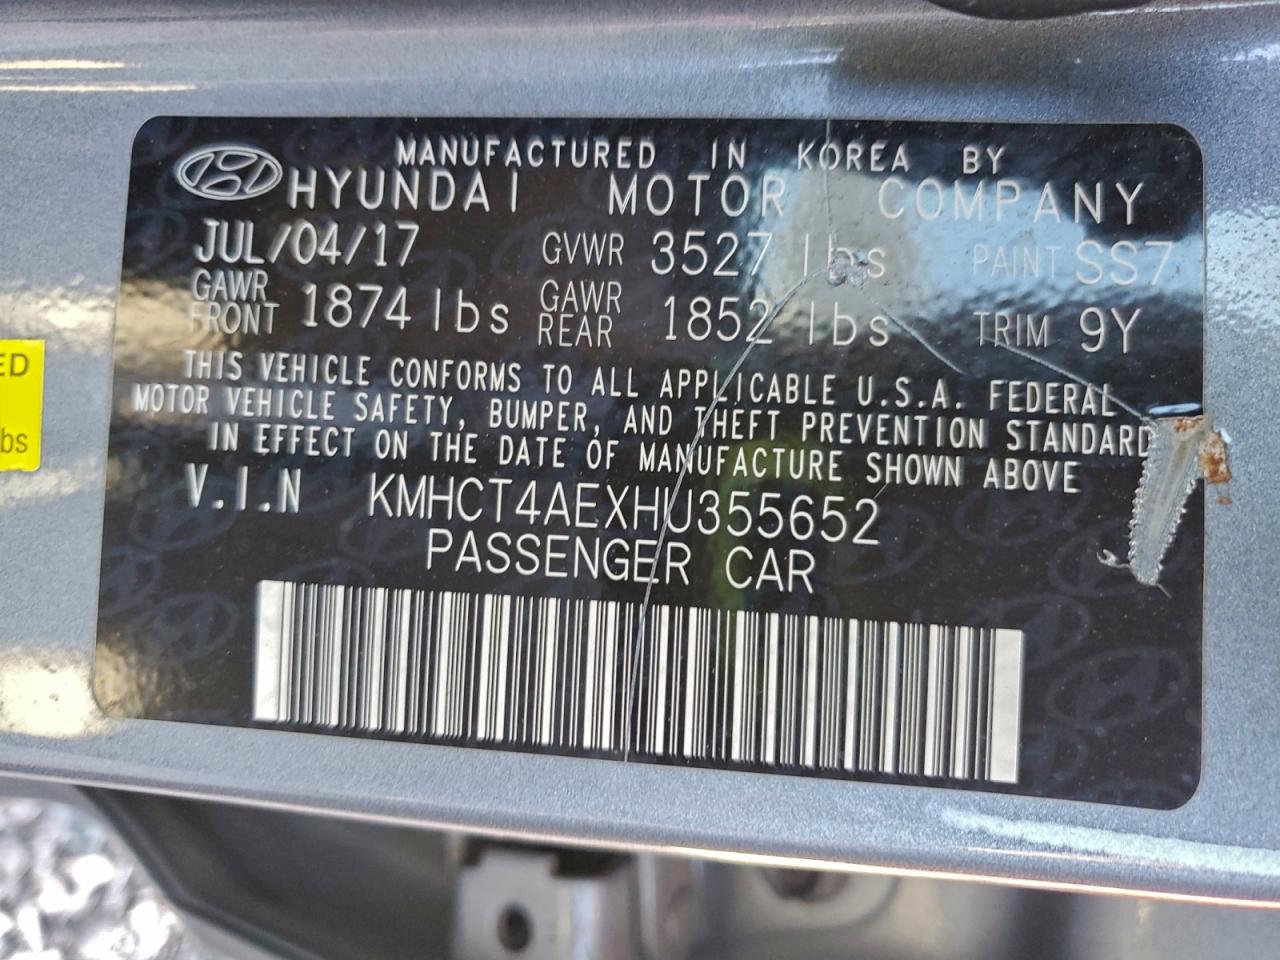 MANUFACTURED IN KOREA BY
HYUNDAI MOTOR COMPANY
JUL/04/17 GVWR 3527 lbs PAINT SS7
GAWR FRONT 1874 lbs GAWR REAR 1852 lbs TRIM 9Y
THIS VEHICLE CONFORMS TO ALL APPLICABLE U.S.A. FEDERAL
MOTOR VEHICLE SAFETY, BUMPER, AND THEFT PREVENTION STANDARD
IN EFFECT ON THE DATE OF MANUFACTURE SHOWN ABOVE
V.I.N KMHCT4AEXHU355652
PASSENGER CAR
ED
bs